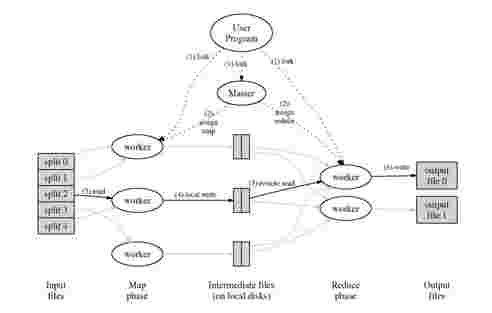 User
Program
(1) fork
(1) fork
(1) fork
Master
(2)
assign
map
(2)
assign
reduce
worker
split 0
split 1
split 2
split 3
split 4
(3) read
worker
(4) local write
(5) remote read
worker
(6) write
output
file 0
worker
output
file 1
worker
Input
files
Map
phase
Intermediate files
(on local disks)
Reduce
phase
Output
files